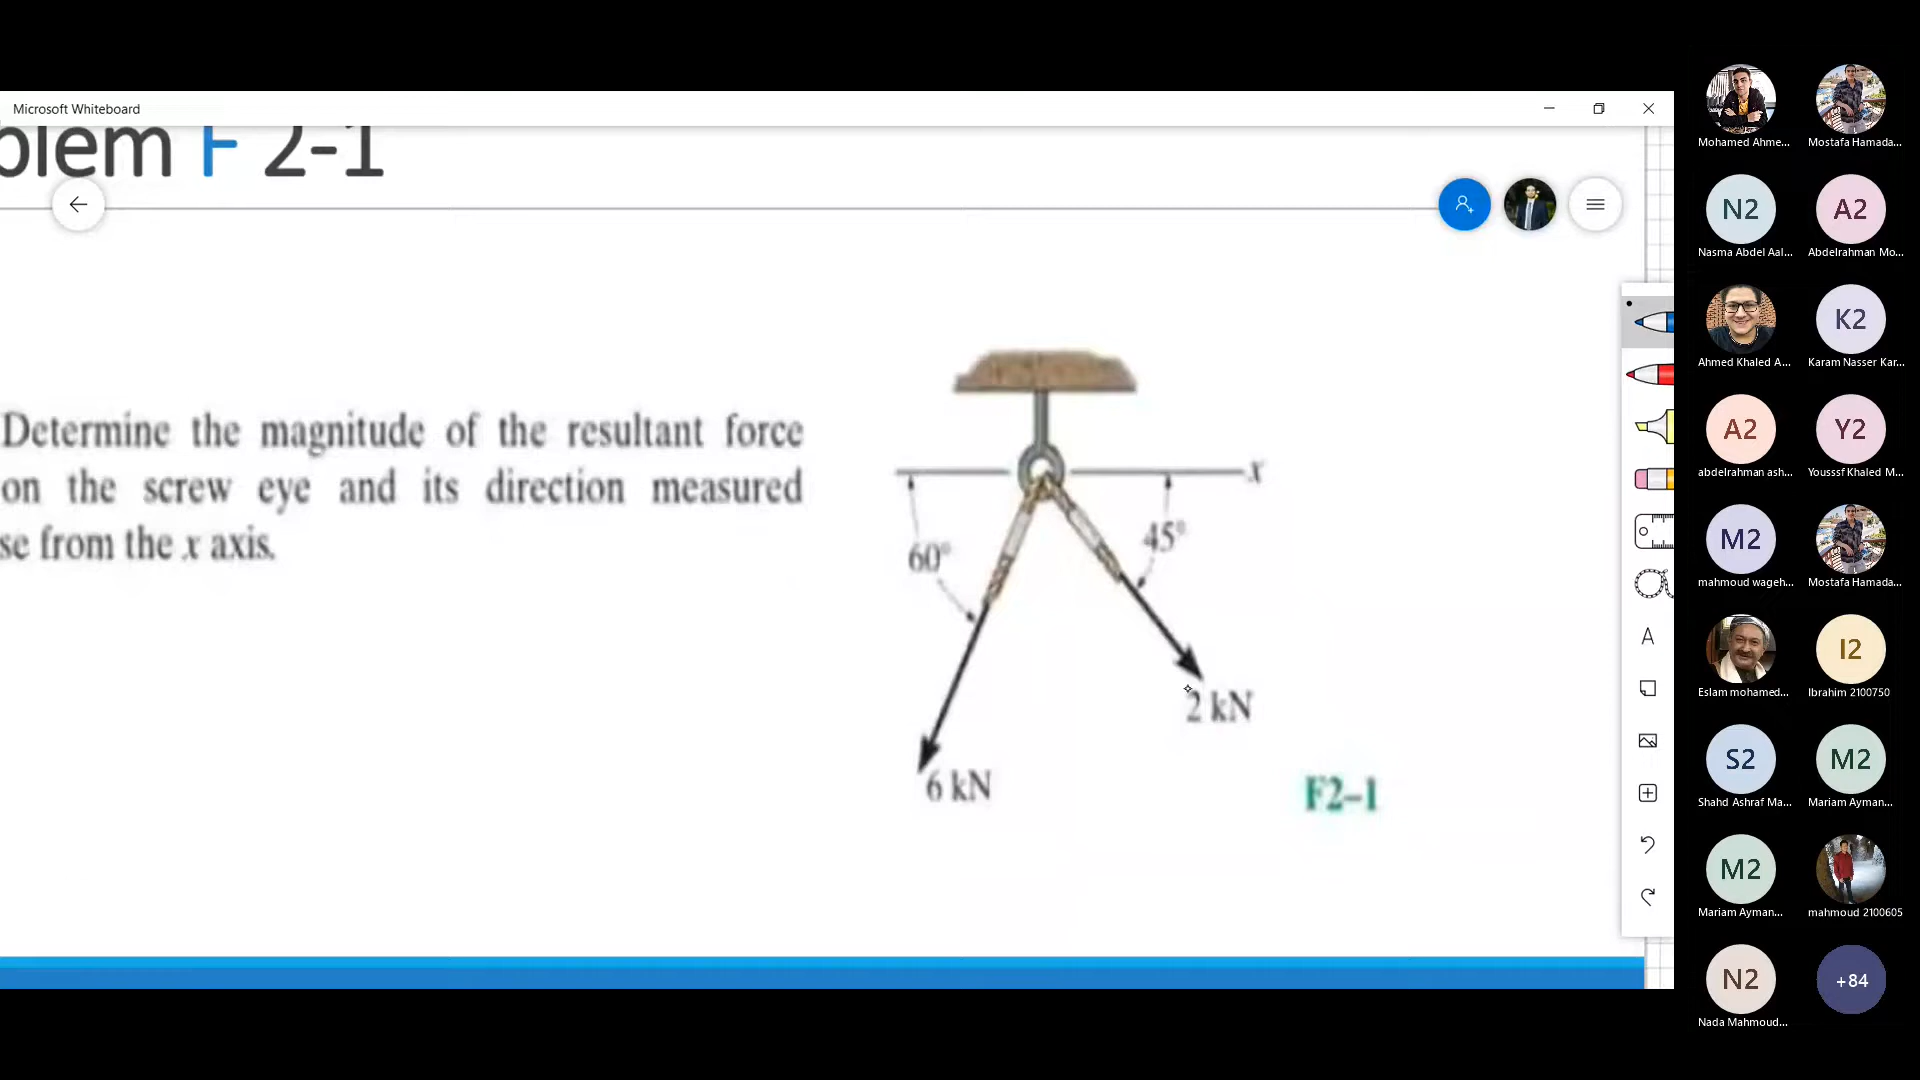 Microsoft Whiteboard
blem F 2-1
Determine the magnitude of the resultant force
on the screw eye and its direction measured
se from the x axis.
x
60°
45°
2 kN
6 kN
F2–1
A
Mohamed Ahme...
Mostafa Hamada...
N2
A2
Nasma Abdel Aal...
Abdelrahman Mo...
K2
Ahmed Khaled A...
Karam Nasser Kar...
A2
Y2
abdelrahman ash...
Yousssf Khaled M...
M2
mahmoud wageh...
Mostafa Hamada...
I2
Eslam mohamed...
Ibrahim 2100750
S2
M2
Shahd Ashraf Ma...
Mariam Ayman...
M2
Mariam Ayman...
mahmoud 2100605
N2
+84
Nada Mahmoud...